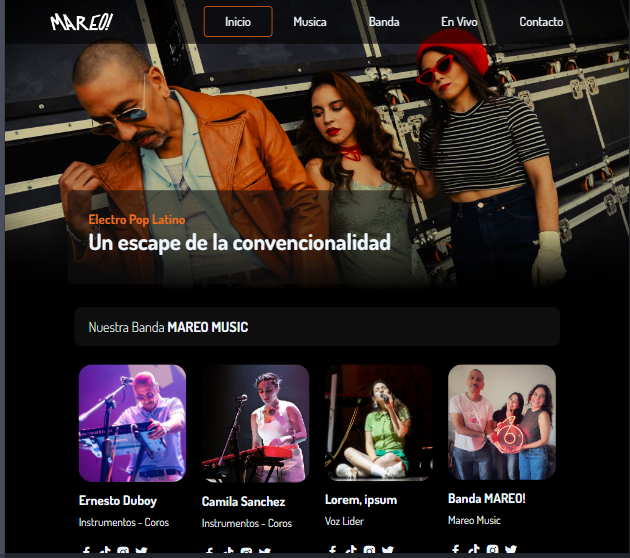 MAREO! Inicio Musica Banda En Vivo Contacto
Electro Pop Latino
Un escape de la convencionalidad
Nuestra Banda MAREO MUSIC
Ernesto Duboy
Instrumentos - Coros
Camila Sanchez
Instrumentos - Coros
Lorem, ipsum
Voz Lider
Banda MAREO!
Mareo Music